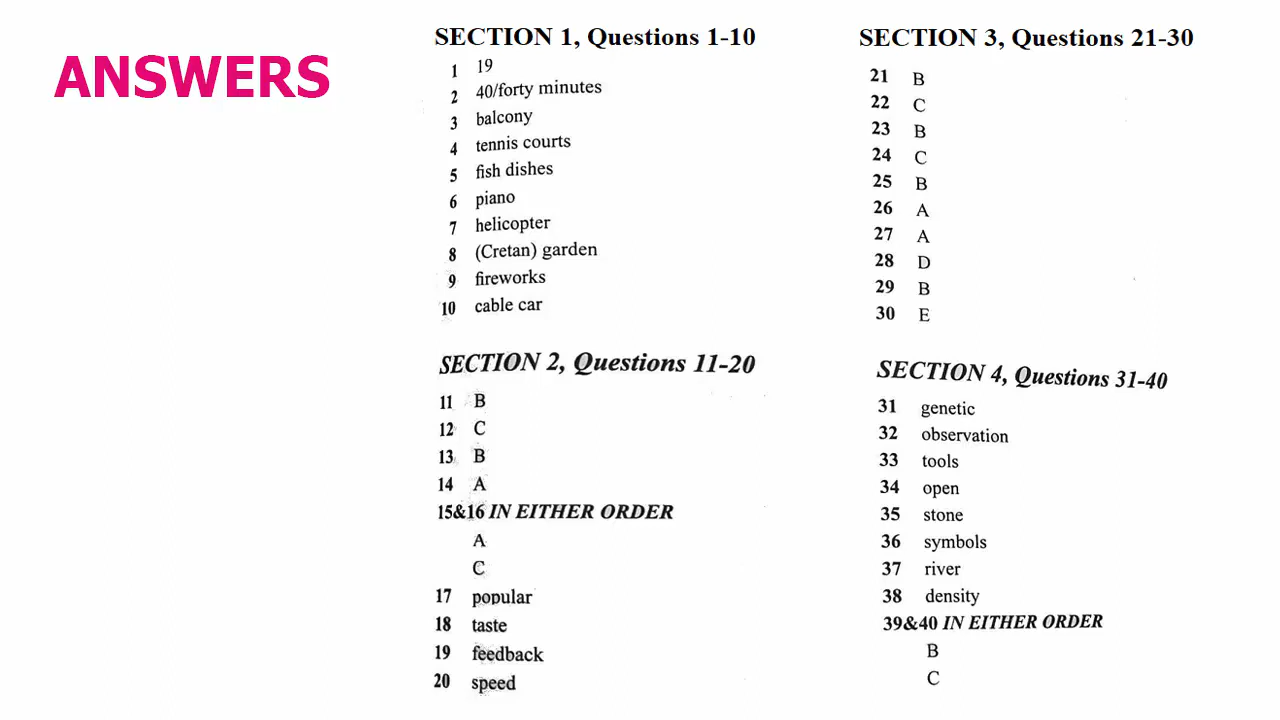 ANSWERS
SECTION 1, Questions 1-10
1 19
2 40/forty minutes
3 balcony
4 tennis courts
5 fish dishes
6 piano
7 helicopter
8 (Cretan) garden
9 fireworks
10 cable car
SECTION 2, Questions 11-20
11 B
12 C
13 B
14 A
15&16 IN EITHER ORDER
A
C
17 popular
18 taste
19 feedback
20 speed
SECTION 3, Questions 21-30
21 B
22 C
23 B
24 C
25 B
26 A
27 A
28 D
29 B
30 E
SECTION 4, Questions 31-40
31 genetic
32 observation
33 tools
34 open
35 stone
36 symbols
37 river
38 density
39&40 IN EITHER ORDER
B
C